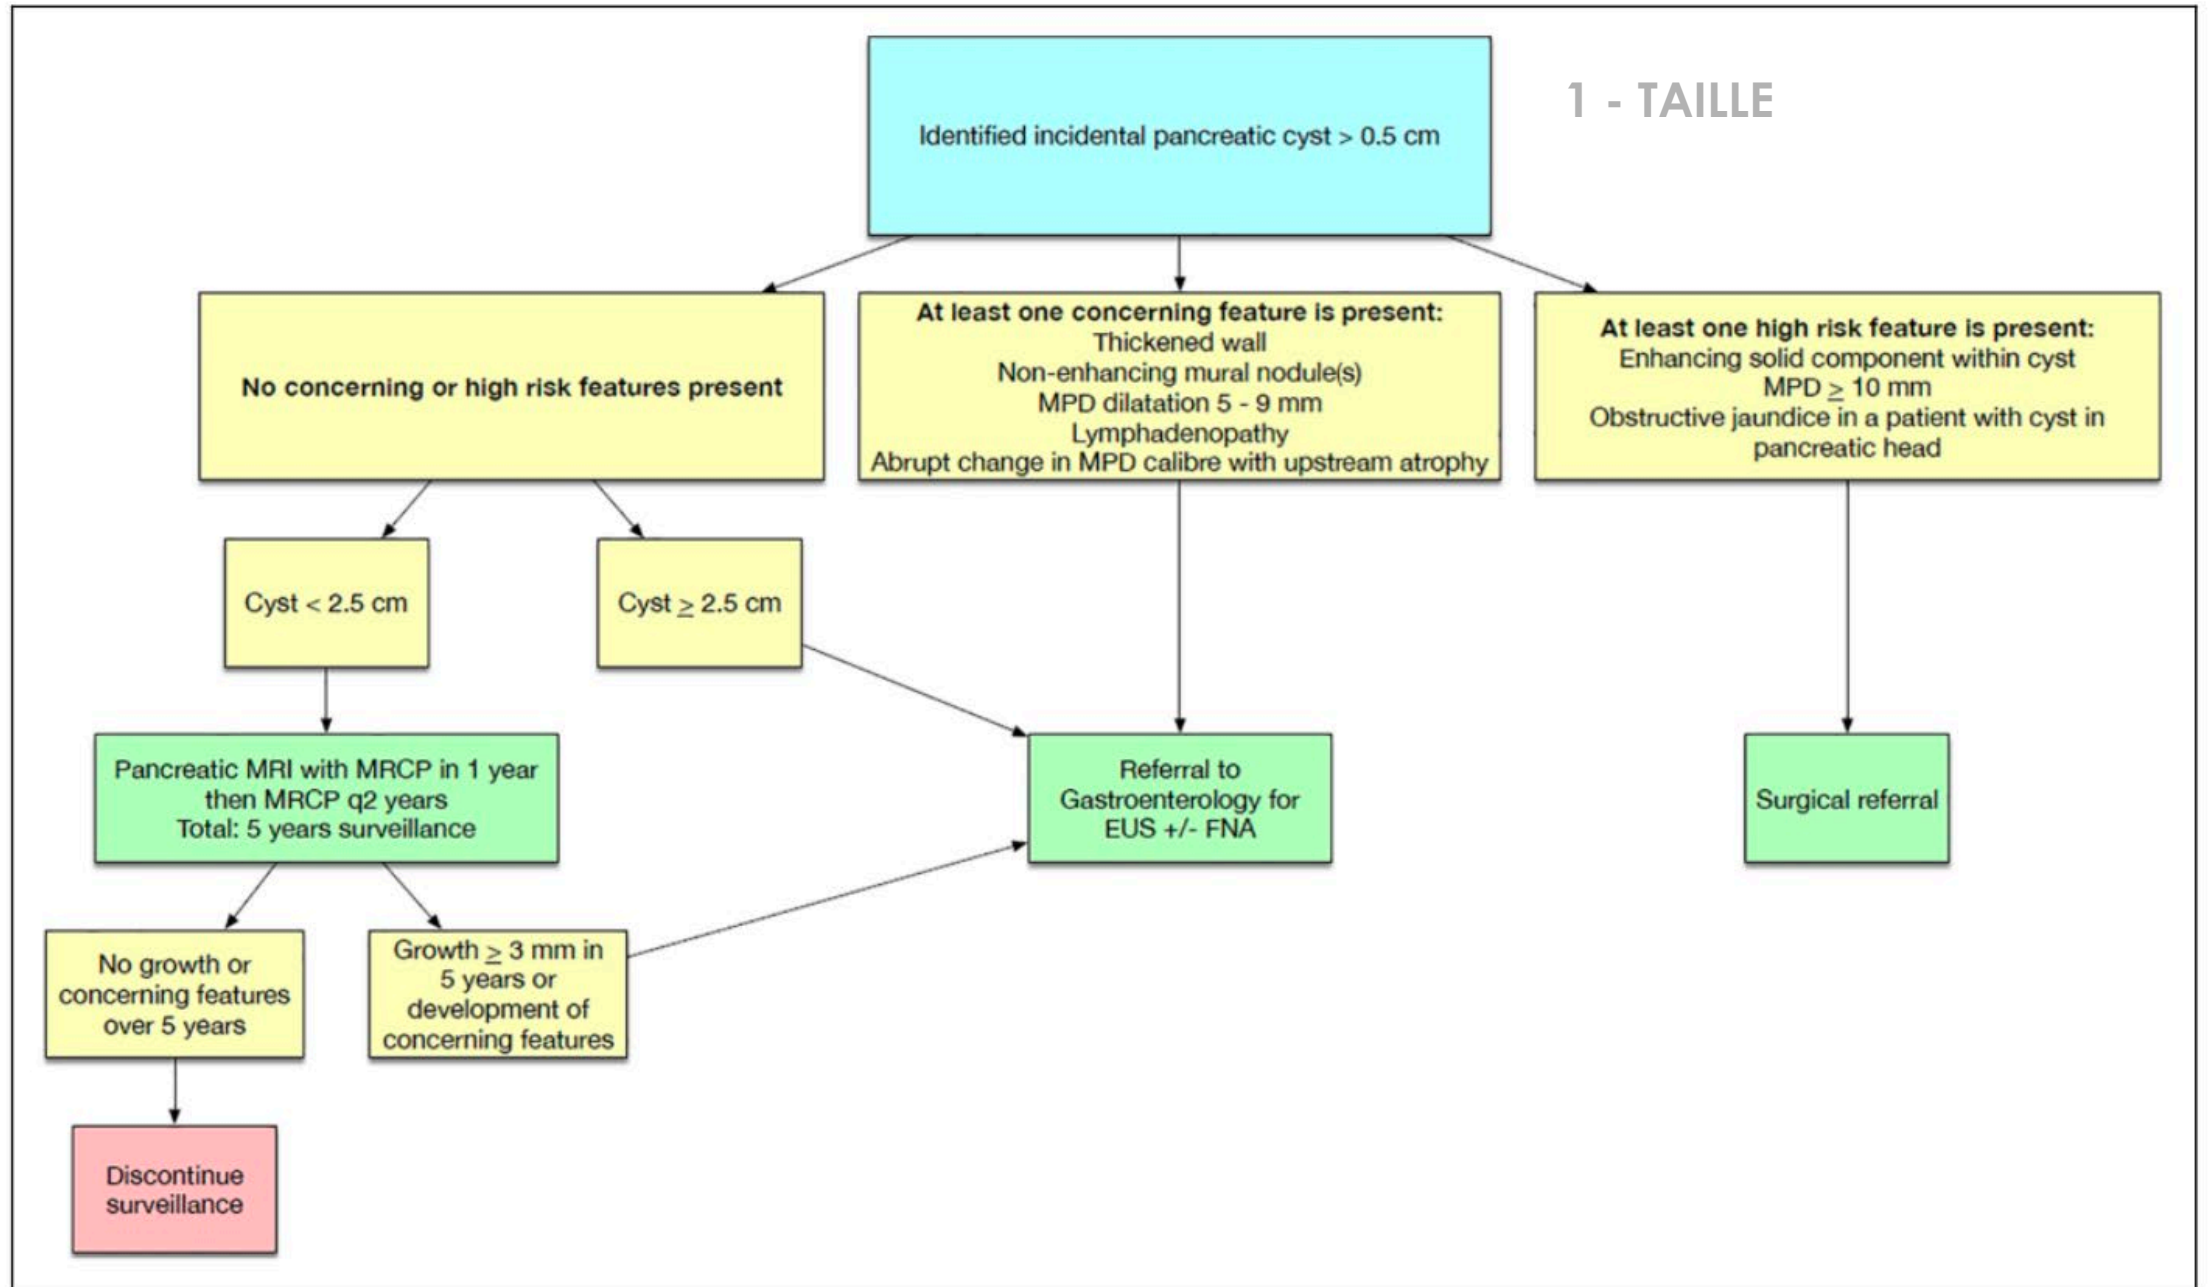 1 - TAILLE
Identified incidental pancreatic cyst > 0.5 cm
No concerning or high risk features present
At least one concerning feature is present:
Thickened wall
Non-enhancing mural nodule(s)
MPD dilatation 5 - 9 mm
Lymphadenopathy
Abrupt change in MPD calibre with upstream atrophy
At least one high risk feature is present:
Enhancing solid component within cyst
MPD ≥ 10 mm
Obstructive jaundice in a patient with cyst in
pancreatic head
Cyst < 2.5 cm
Cyst ≥ 2.5 cm
Pancreatic MRI with MRCP in 1 year
then MRCP q2 years
Total: 5 years surveillance
Referral to
Gastroenterology for
EUS +/- FNA
Surgical referral
No growth or
concerning features
over 5 years
Growth ≥ 3 mm in
5 years or
development of
concerning features
Discontinue
surveillance